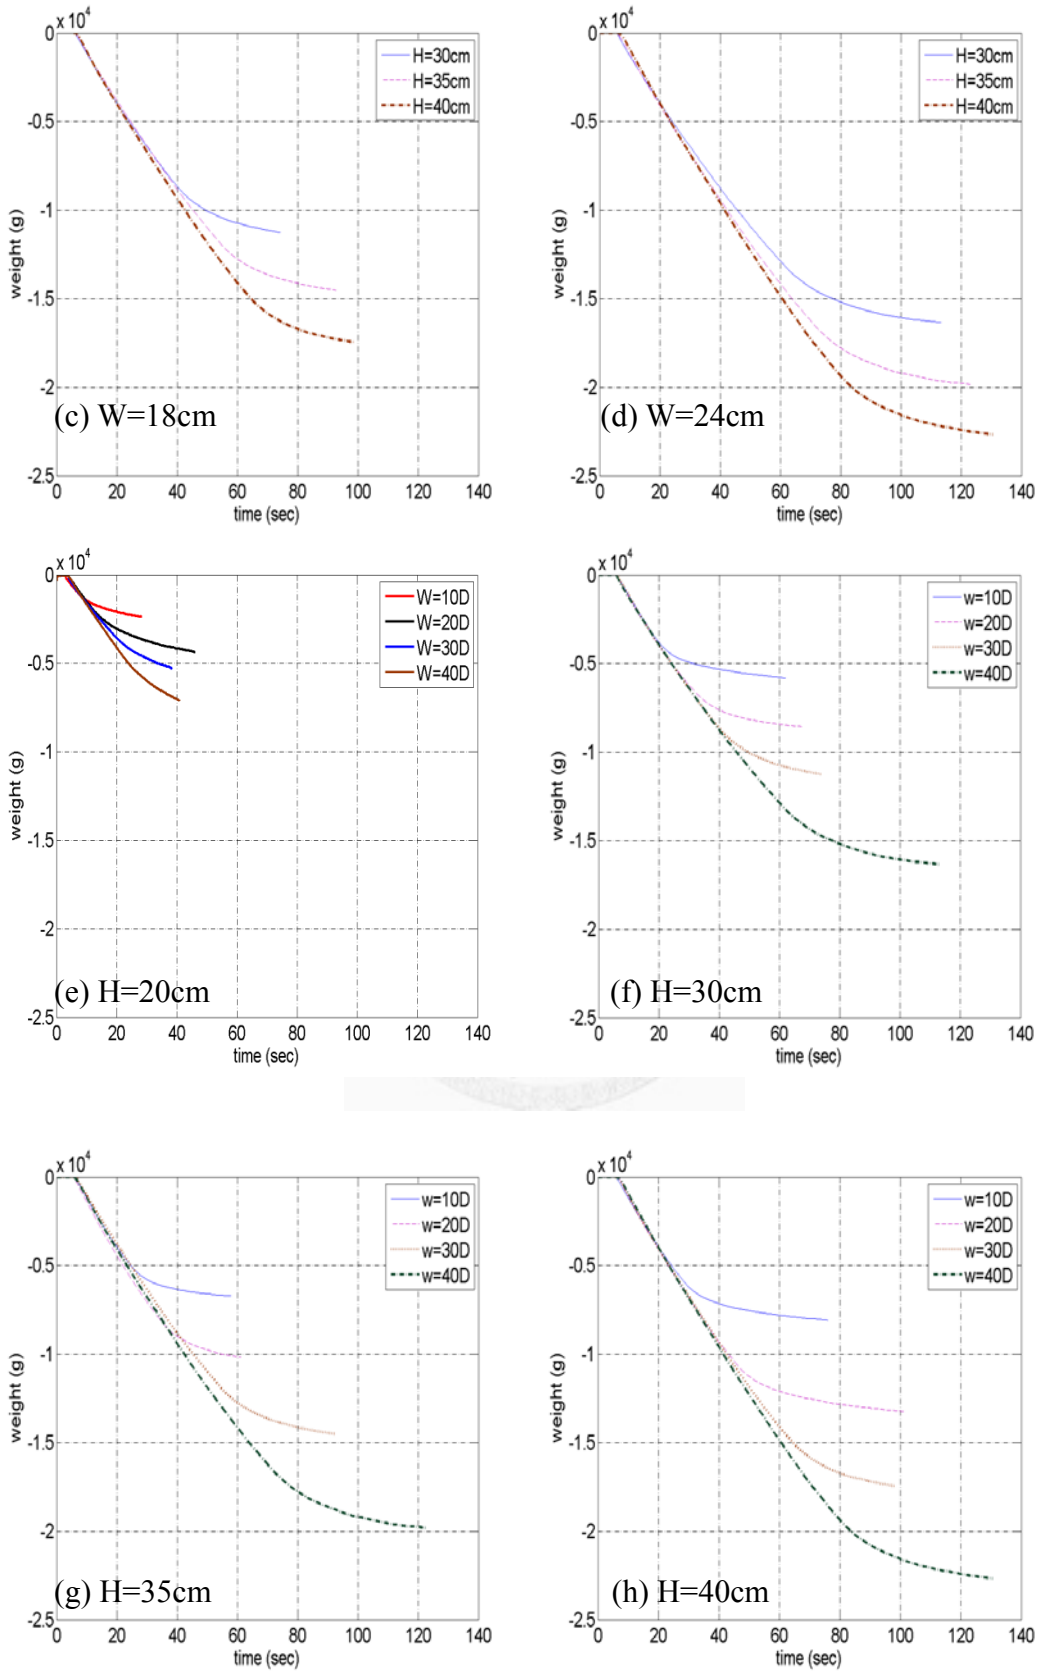 x 10⁴
0
-0.5
-1
-1.5
-2
-2.5
weight (g)
H=30cm
H=35cm
H=40cm
(c) W=18cm
0 20 40 60 80 100 120 140
time (sec)
x 10⁴
0
-0.5
-1
-1.5
-2
-2.5
weight (g)
H=30cm
H=35cm
H=40cm
(d) W=24cm
0 20 40 60 80 100 120 140
time (sec)
x 10⁴
0
-0.5
-1
-1.5
-2
-2.5
weight (g)
W=10D
W=20D
W=30D
W=40D
(e) H=20cm
0 20 40 60 80 100 120 140
time (sec)
x 10⁴
0
-0.5
-1
-1.5
-2
-2.5
weight (g)
w=10D
w=20D
w=30D
w=40D
(f) H=30cm
0 20 40 60 80 100 120 140
time (sec)
x 10⁴
0
-0.5
-1
-1.5
-2
-2.5
weight (g)
w=10D
w=20D
w=30D
w=40D
(g) H=35cm
0 20 40 60 80 100 120 140
time (sec)
x 10⁴
0
-0.5
-1
-1.5
-2
-2.5
weight (g)
w=10D
w=20D
w=30D
w=40D
(h) H=40cm
0 20 40 60 80 100 120 140
time (sec)